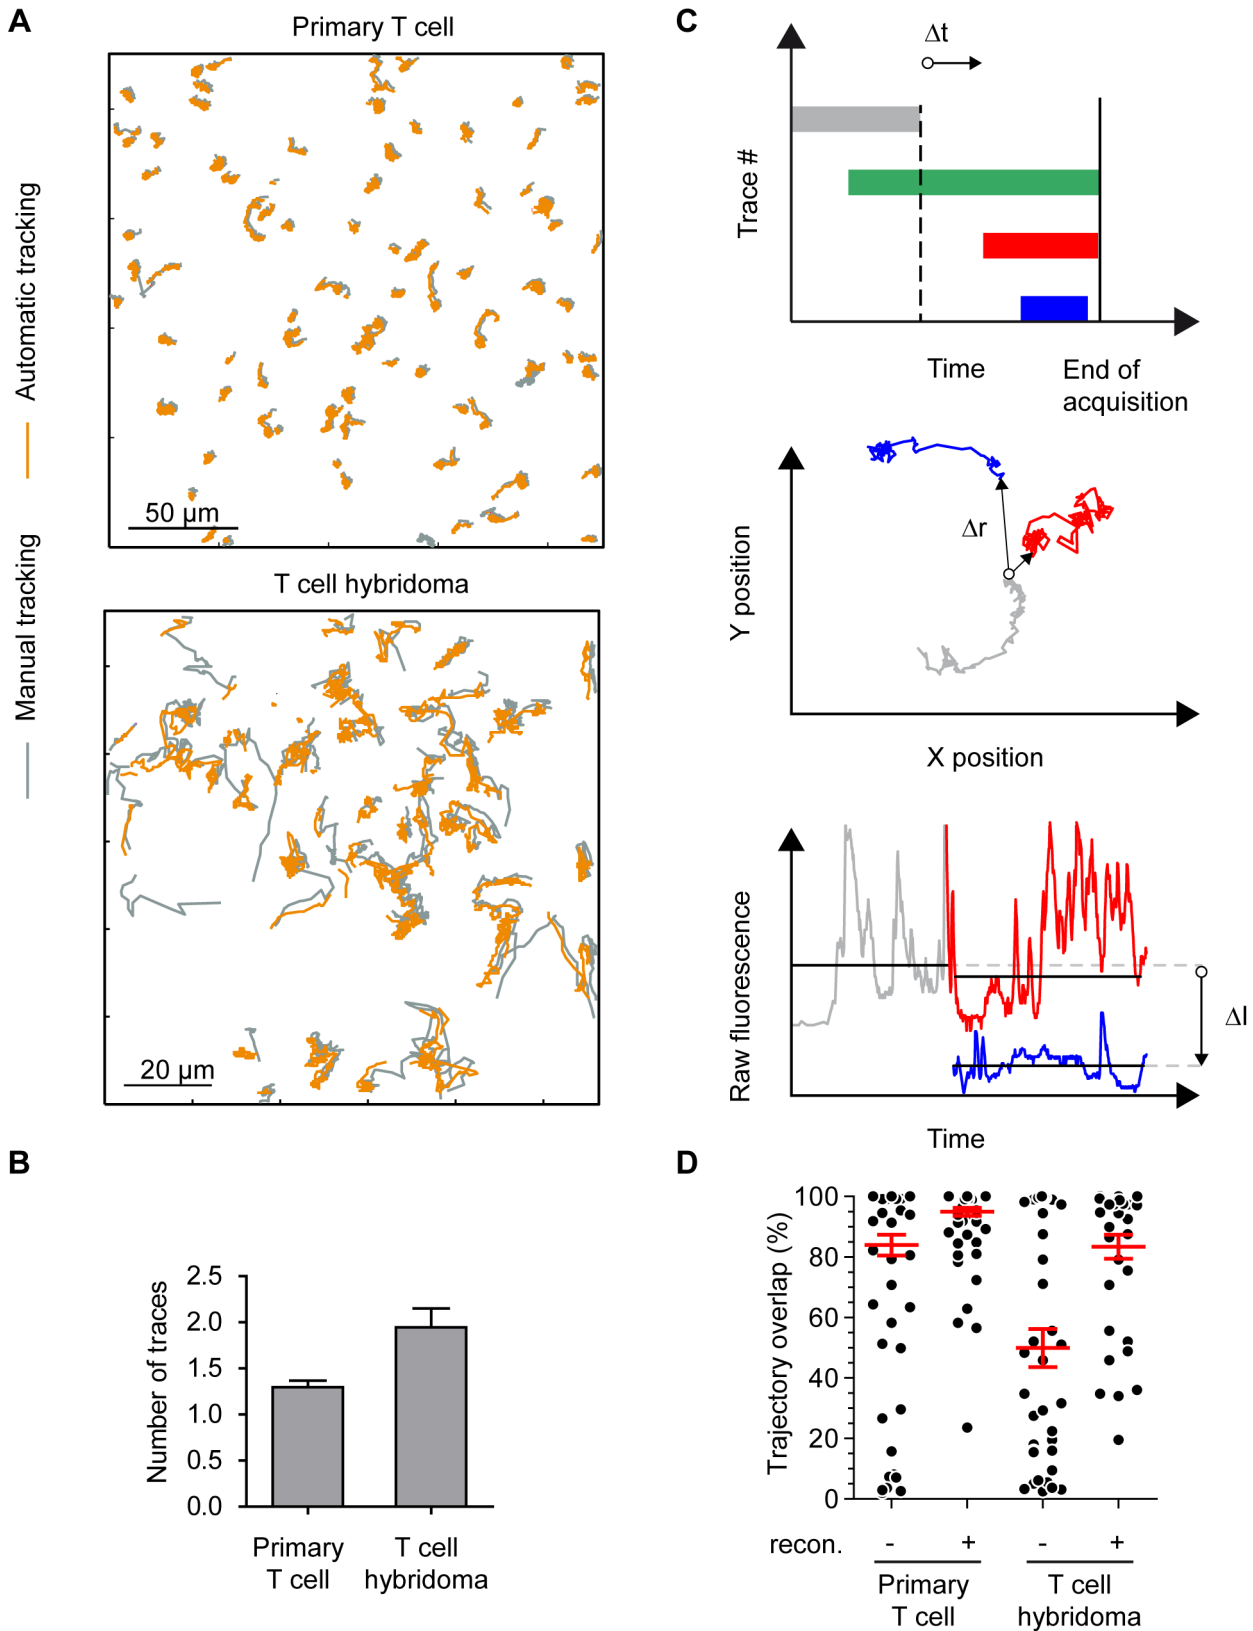 A
Primary T cell
Automatic tracking
Manual tracking
50 µm
T cell hybridoma
20 µm
B
Number of traces
2.5
2.0
1.5
1.0
0.5
0.0
Primary
T cell
T cell
hybridoma
C
Δt
Trace #
Time
End of
acquisition
Δr
Y position
X position
Raw fluorescence
ΔI
Time
D
Trajectory overlap (%)
100
80
60
40
20
0
recon.
-
+
-
+
Primary
T cell
T cell
hybridoma